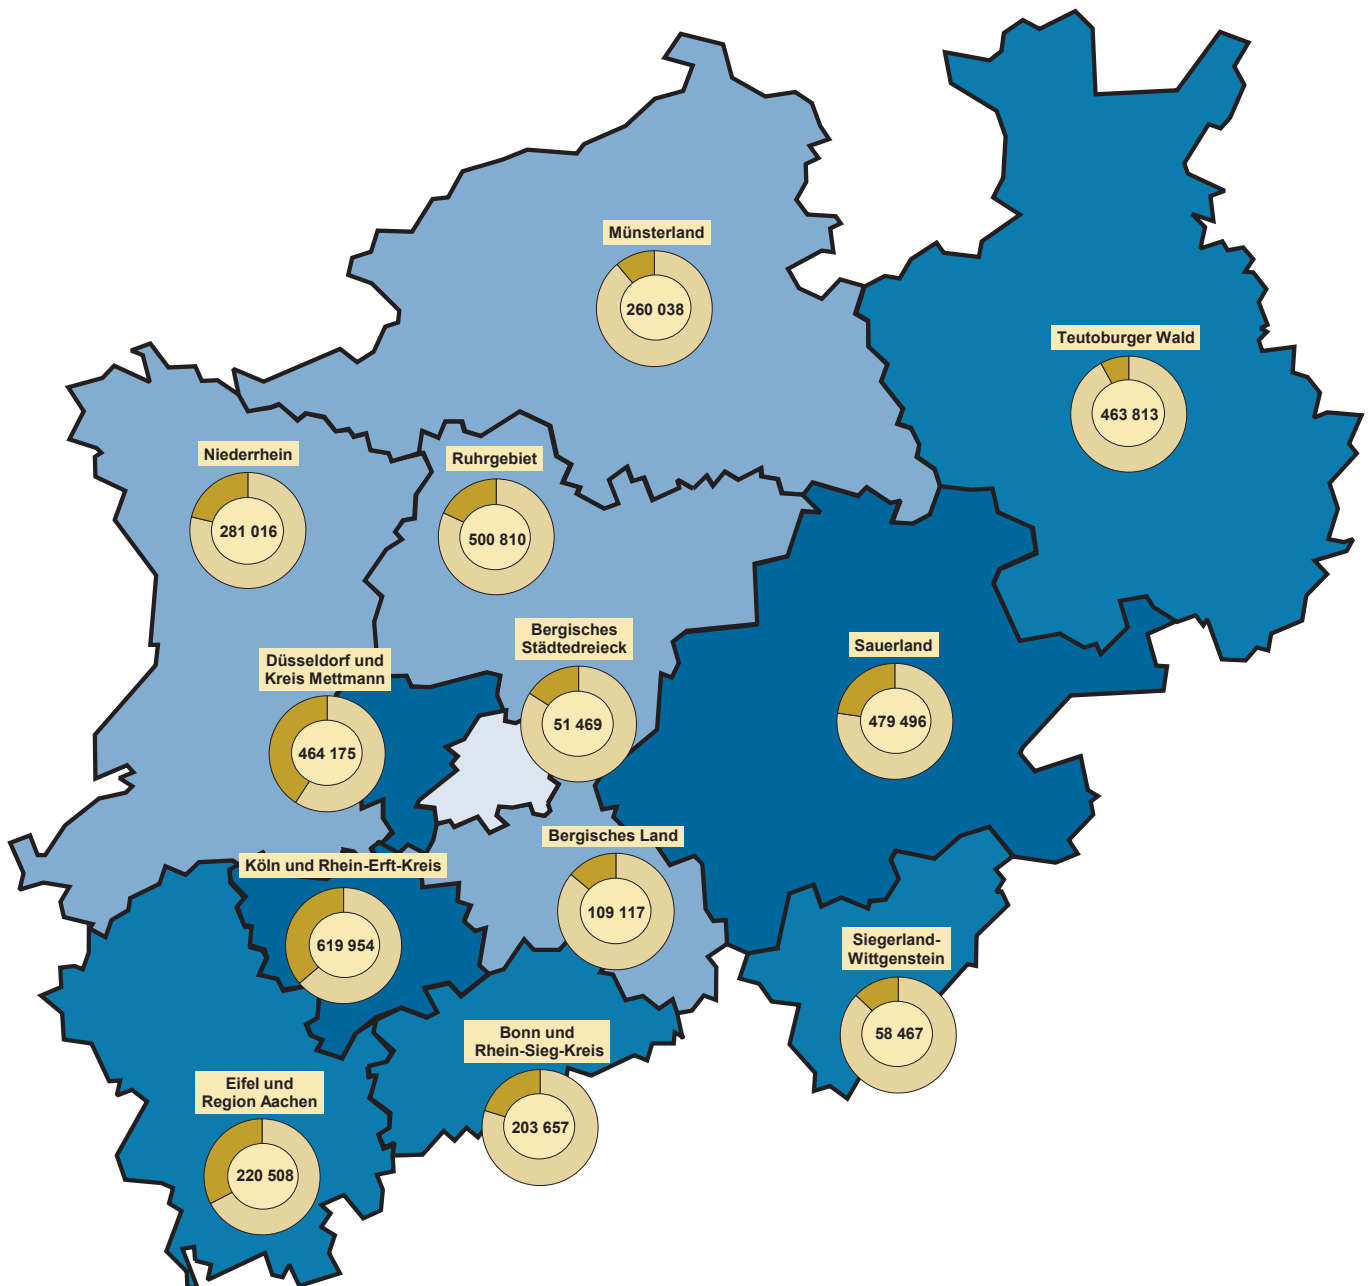 Münsterland
260 038
Teutoburger Wald
463 813
Niederrhein
281 016
Ruhrgebiet
500 810
Bergisches
Städtedreieck
51 469
Sauerland
479 496
Düsseldorf und
Kreis Mettmann
464 175
Bergisches Land
109 117
Köln und Rhein-Erft-Kreis
619 954
Siegerland-
Wittgenstein
58 467
Bonn und
Rhein-Sieg-Kreis
203 657
Eifel und
Region Aachen
220 508